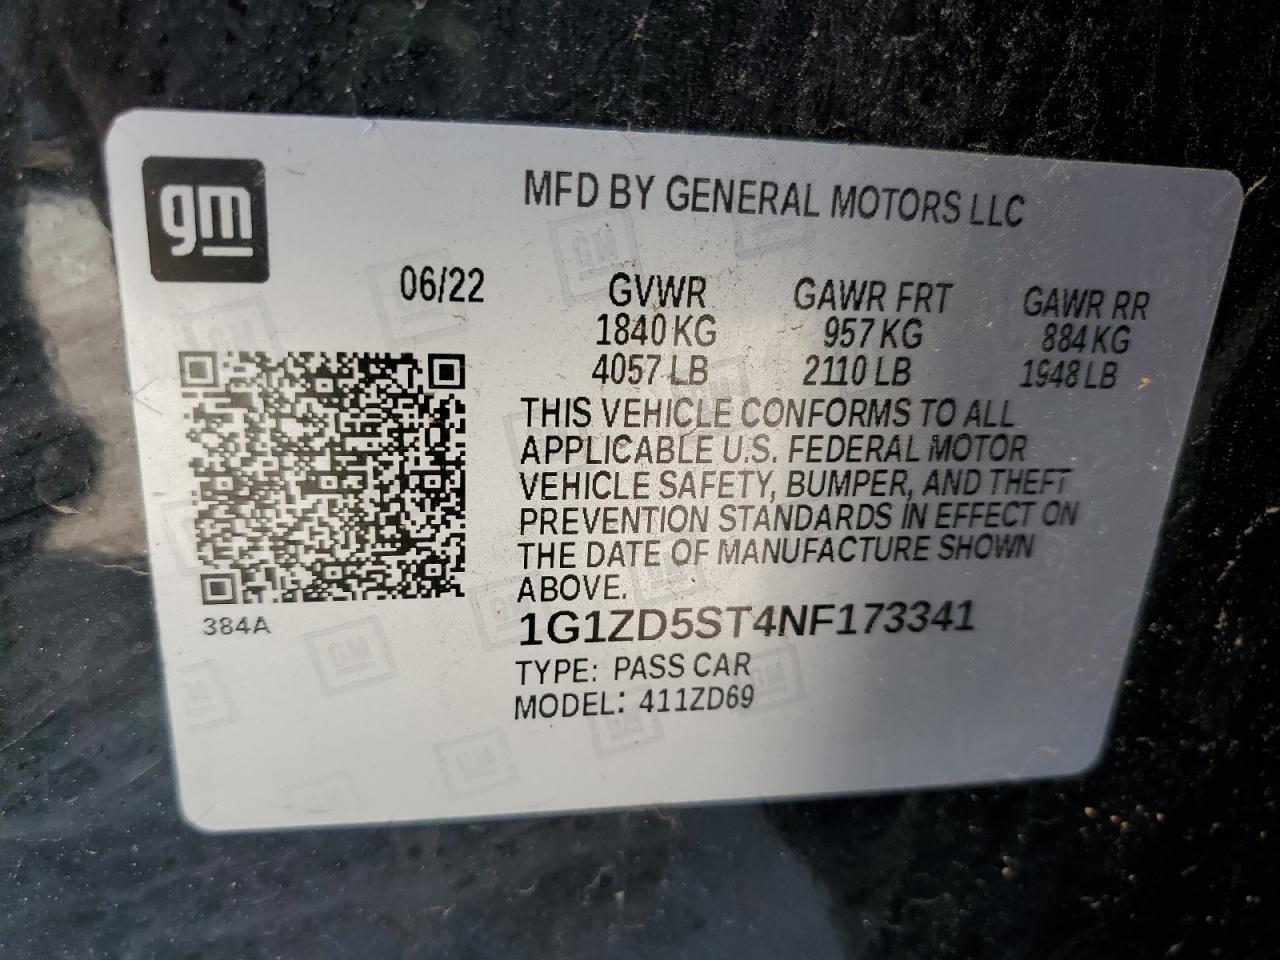 gm
MFD BY GENERAL MOTORS LLC
06/22
GVWR GAWR FRT GAWR RR
1840 KG 957 KG 884 KG
4057 LB 2110 LB 1948 LB
THIS VEHICLE CONFORMS TO ALL
APPLICABLE U.S. FEDERAL MOTOR
VEHICLE SAFETY, BUMPER, AND THEFT
PREVENTION STANDARDS IN EFFECT ON
THE DATE OF MANUFACTURE SHOWN
ABOVE.
384A
1G1ZD5ST4NF173341
TYPE: PASS CAR
MODEL: 411ZD69